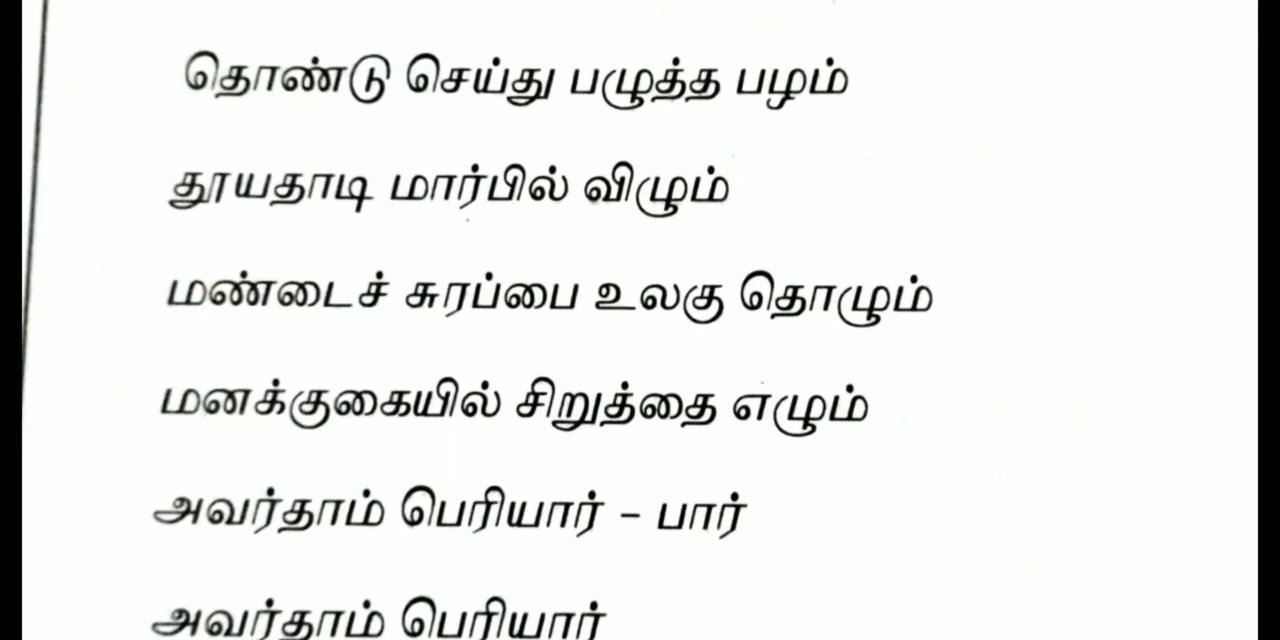 தொண்டு செய்து பழுத்த பழம்
தூயதாடி மார்பில் விழும்
மண்டைச் சுரப்பை உலகு தொழும்
மனக்குகையில் சிறுத்தை எழும்
அவர்தாம் பெரியார் – பார்
அவர்தாம் பெரியார்